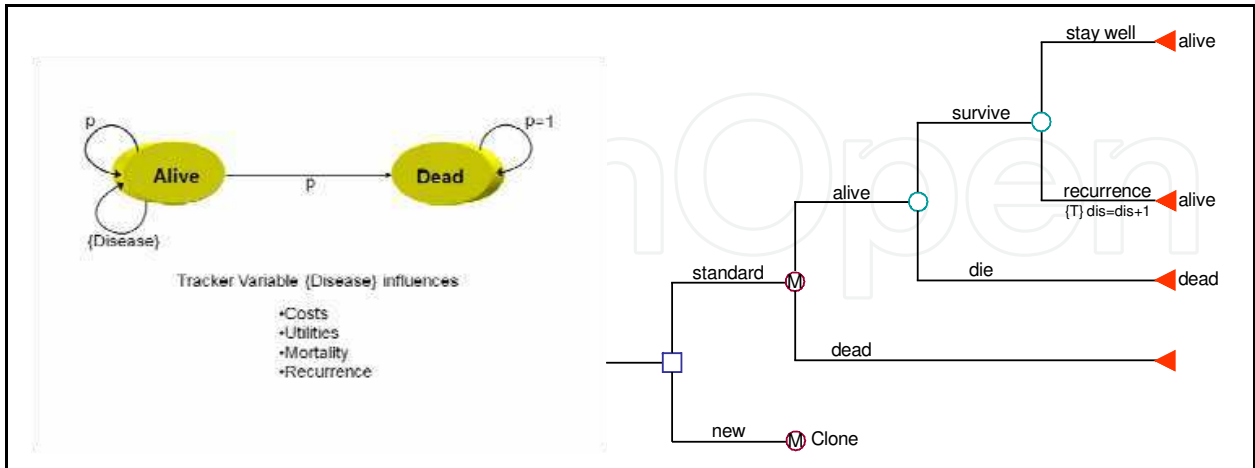 p
p=1
Alive
p
Dead
{Disease}
Tracker Variable {Disease} influences
•Costs
•Utilities
•Mortality
•Recurrence
nOpen
stay well
alive
survive
recurrence
alive
{T} dis=dis+1
alive
die
dead
standard
M
dead
new
M Clone